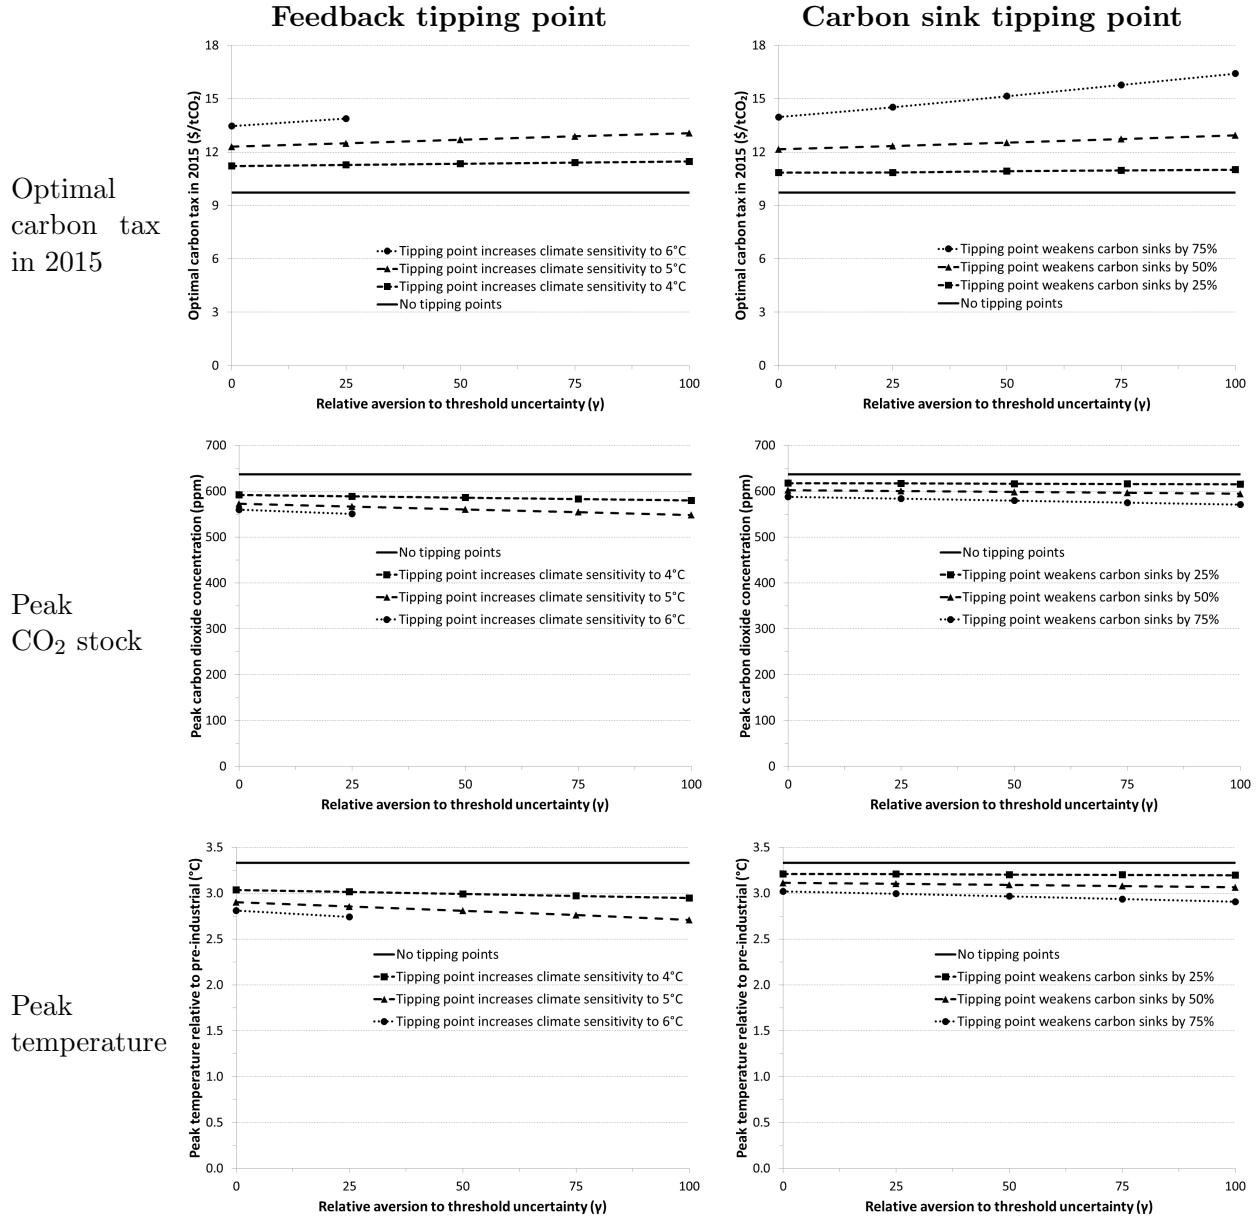 Feedback tipping point
Carbon sink tipping point
Optimal
carbon tax
in 2015
Optimal carbon tax in 2015 ($/tCO₂)
18
15
12
9
6
3
0
Tipping point increases climate sensitivity to 6°C
Tipping point increases climate sensitivity to 5°C
Tipping point increases climate sensitivity to 4°C
No tipping points
0 25 50 75 100
Relative aversion to threshold uncertainty (γ)
Optimal carbon tax in 2015 ($/tCO₂)
18
15
12
9
6
3
0
Tipping point weakens carbon sinks by 75%
Tipping point weakens carbon sinks by 50%
Tipping point weakens carbon sinks by 25%
No tipping points
0 25 50 75 100
Relative aversion to threshold uncertainty (γ)
Peak
CO₂ stock
Peak carbon dioxide concentration (ppm)
700
600
500
400
300
200
100
0
No tipping points
Tipping point increases climate sensitivity to 4°C
Tipping point increases climate sensitivity to 5°C
Tipping point increases climate sensitivity to 6°C
0 25 50 75 100
Relative aversion to threshold uncertainty (γ)
Peak carbon dioxide concentration (ppm)
700
600
500
400
300
200
100
0
No tipping points
Tipping point weakens carbon sinks by 25%
Tipping point weakens carbon sinks by 50%
Tipping point weakens carbon sinks by 75%
0 25 50 75 100
Relative aversion to threshold uncertainty (γ)
Peak
temperature
Peak temperature relative to pre-industrial (°C)
3.5
3.0
2.5
2.0
1.5
1.0
0.5
0.0
No tipping points
Tipping point increases climate sensitivity to 4°C
Tipping point increases climate sensitivity to 5°C
Tipping point increases climate sensitivity to 6°C
0 25 50 75 100
Relative aversion to threshold uncertainty (γ)
Peak temperature relative to pre-industrial (°C)
3.5
3.0
2.5
2.0
1.5
1.0
0.5
0.0
No tipping points
Tipping point weakens carbon sinks by 25%
Tipping point weakens carbon sinks by 50%
Tipping point weakens carbon sinks by 75%
0 25 50 75 100
Relative aversion to threshold uncertainty (γ)